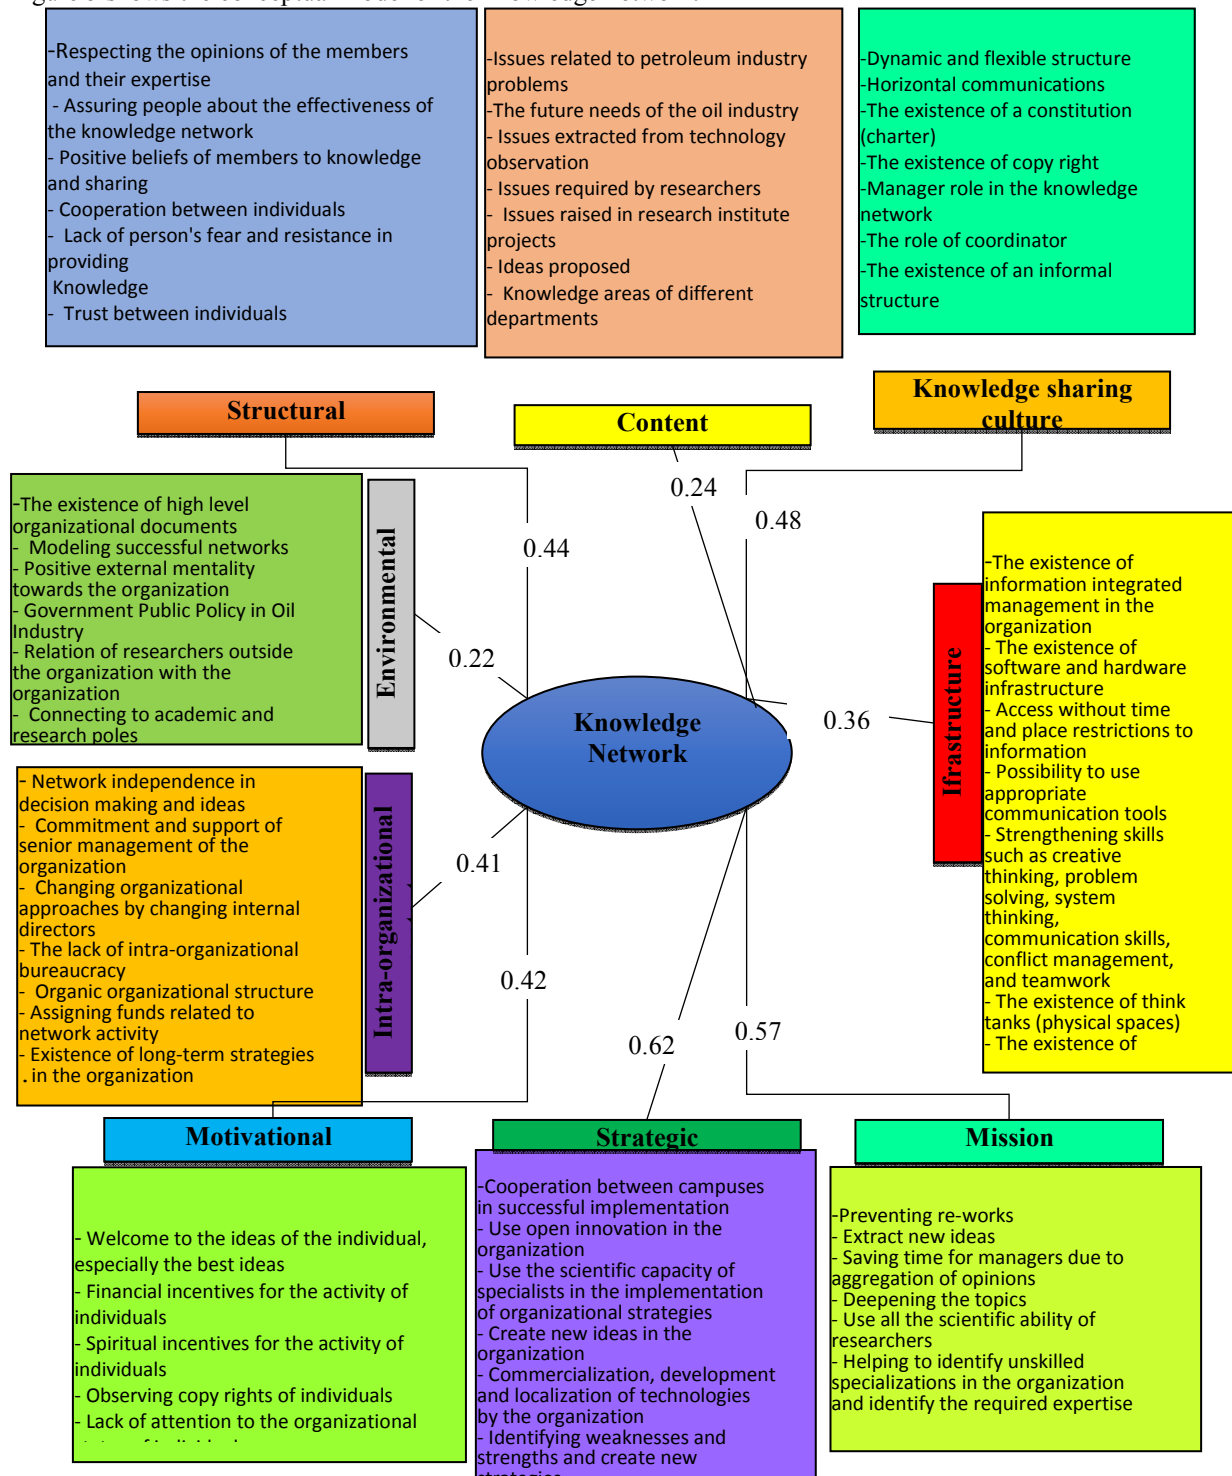 -Respecting the opinions of the members
and their expertise
- Assuring people about the effectiveness of
the knowledge network
- Positive beliefs of members to knowledge
and sharing
- Cooperation between individuals
- Lack of person's fear and resistance in
providing
Knowledge
- Trust between individuals
-Issues related to petroleum industry
problems
-The future needs of the oil industry
- Issues extracted from technology
observation
- Issues required by researchers
- Issues raised in research institute
projects
- Ideas proposed
- Knowledge areas of different
departments
-Dynamic and flexible structure
-Horizontal communications
-The existence of a constitution
(charter)
-The existence of copy right
-Manager role in the knowledge
network
-The role of coordinator
-The existence of an informal
structure
Structural
Content
Knowledge sharing
culture
-The existence of high level
organizational documents
- Modeling successful networks
- Positive external mentality
towards the organization
- Government Public Policy in Oil
Industry
- Relation of researchers outside
the organization with the
organization
- Connecting to academic and
research poles
Environmental
0.44
0.24
0.48
0.22
0.36
Knowledge
Network
Ifrastructure
-The existence of
information integrated
management in the
organization
- The existence of
software and hardware
infrastructure
- Access without time
and place restrictions to
information
- Possibility to use
appropriate
communication tools
- Strengthening skills
such as creative
thinking, problem
solving, system
thinking,
communication skills,
conflict management,
and teamwork
- The existence of think
tanks (physical spaces)
- The existence of
- Network independence in
decision making and ideas
- Commitment and support of
senior management of the
organization
- Changing organizational
approaches by changing internal
directors
- The lack of intra-organizational
bureaucracy
- Organic organizational structure
- Assigning funds related to
network activity
- Existence of long-term strategies
. in the organization
Intra-organizational
0.41
0.42
0.62
0.57
Motivational
Strategic
Mission
- Welcome to the ideas of the individual,
especially the best ideas
- Financial incentives for the activity of
individuals
- Spiritual incentives for the activity of
individuals
- Observing copy rights of individuals
- Lack of attention to the organizational
-Cooperation between campuses
in successful implementation
- Use open innovation in the
organization
- Use the scientific capacity of
specialists in the implementation
of organizational strategies
- Create new ideas in the
organization
- Commercialization, development
and localization of technologies
by the organization
- Identifying weaknesses and
strengths and create new
-Preventing re-works
- Extract new ideas
- Saving time for managers due to
aggregation of opinions
- Deepening the topics
- Use all the scientific ability of
researchers
- Helping to identify unskilled
specializations in the organization
and identify the required expertise